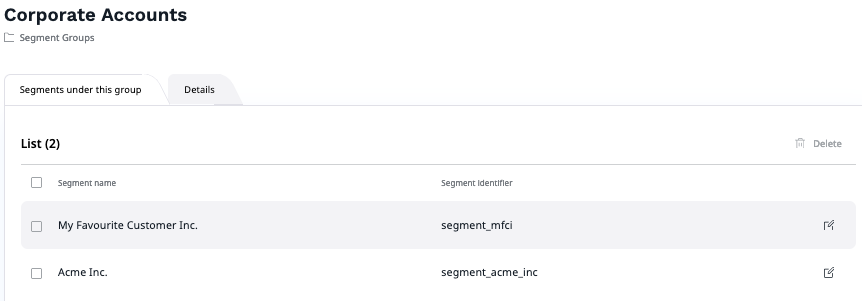 Corporate Accounts
Segment Groups
Segments under this group Details
List (2) Delete
Segment name Segment identifier
My Favourite Customer Inc. segment_mfci
Acme Inc. segment_acme_inc